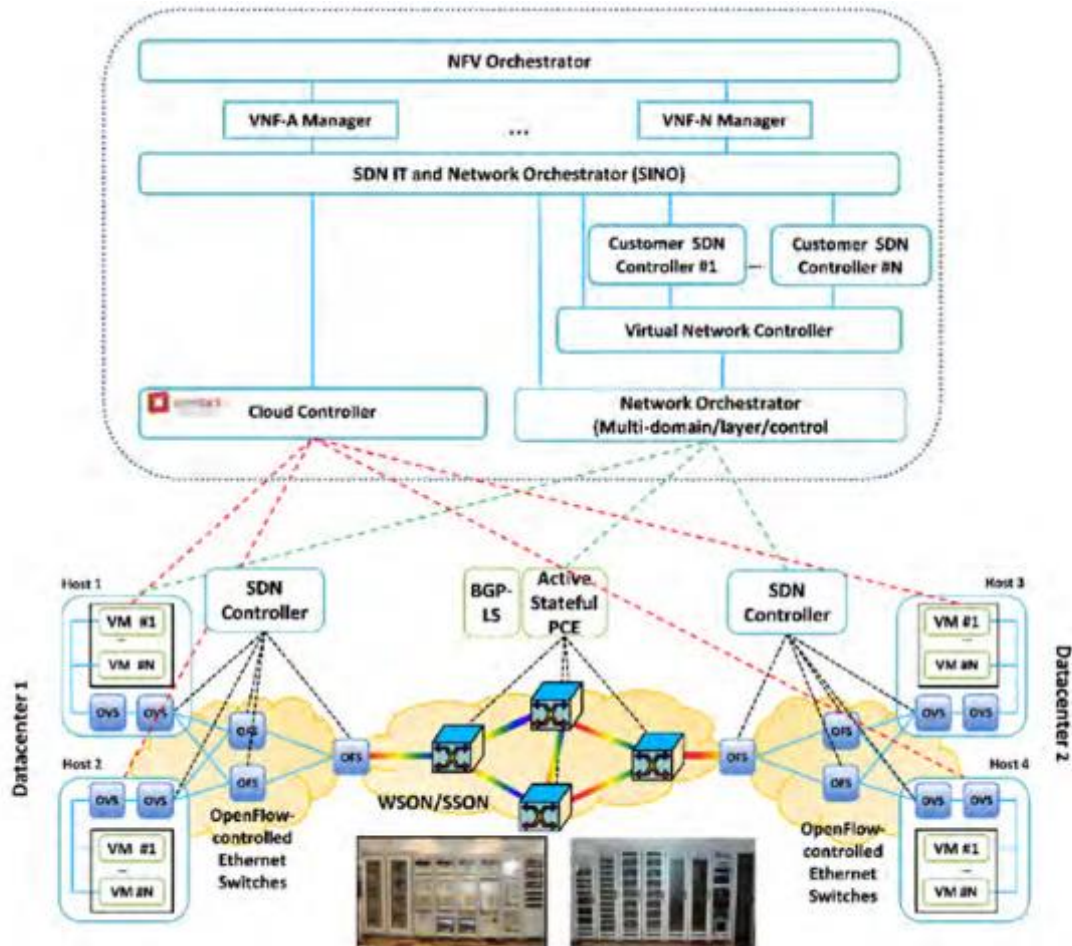 NFV Orchestrator
VNF-A Manager
...
VNF-N Manager
SDN IT and Network Orchestrator (SINO)
Customer SDN
Controller #1
...
Customer SDN
Controller #N
Virtual Network Controller
Cloud Controller
Network Orchestrator
(Multi-domain/layer/control
Host 1
VM #1
...
VM #N
OVS
OVS
SDN
Controller
BGP-
LS
Active
Stateful
PCE
SDN
Controller
Host 3
VM #1
...
VM #N
OVS
OVS
Datacenter 1
Datacenter 2
OFS
OFS
OFS
WSON/SSON
OFS
OFS
OFS
Host 2
OVS
OVS
VM #1
...
VM #N
OpenFlow-
controlled
Ethernet
Switches
OpenFlow-
controlled
Ethernet
Switches
Host 4
OVS
OVS
VM #1
...
VM #N